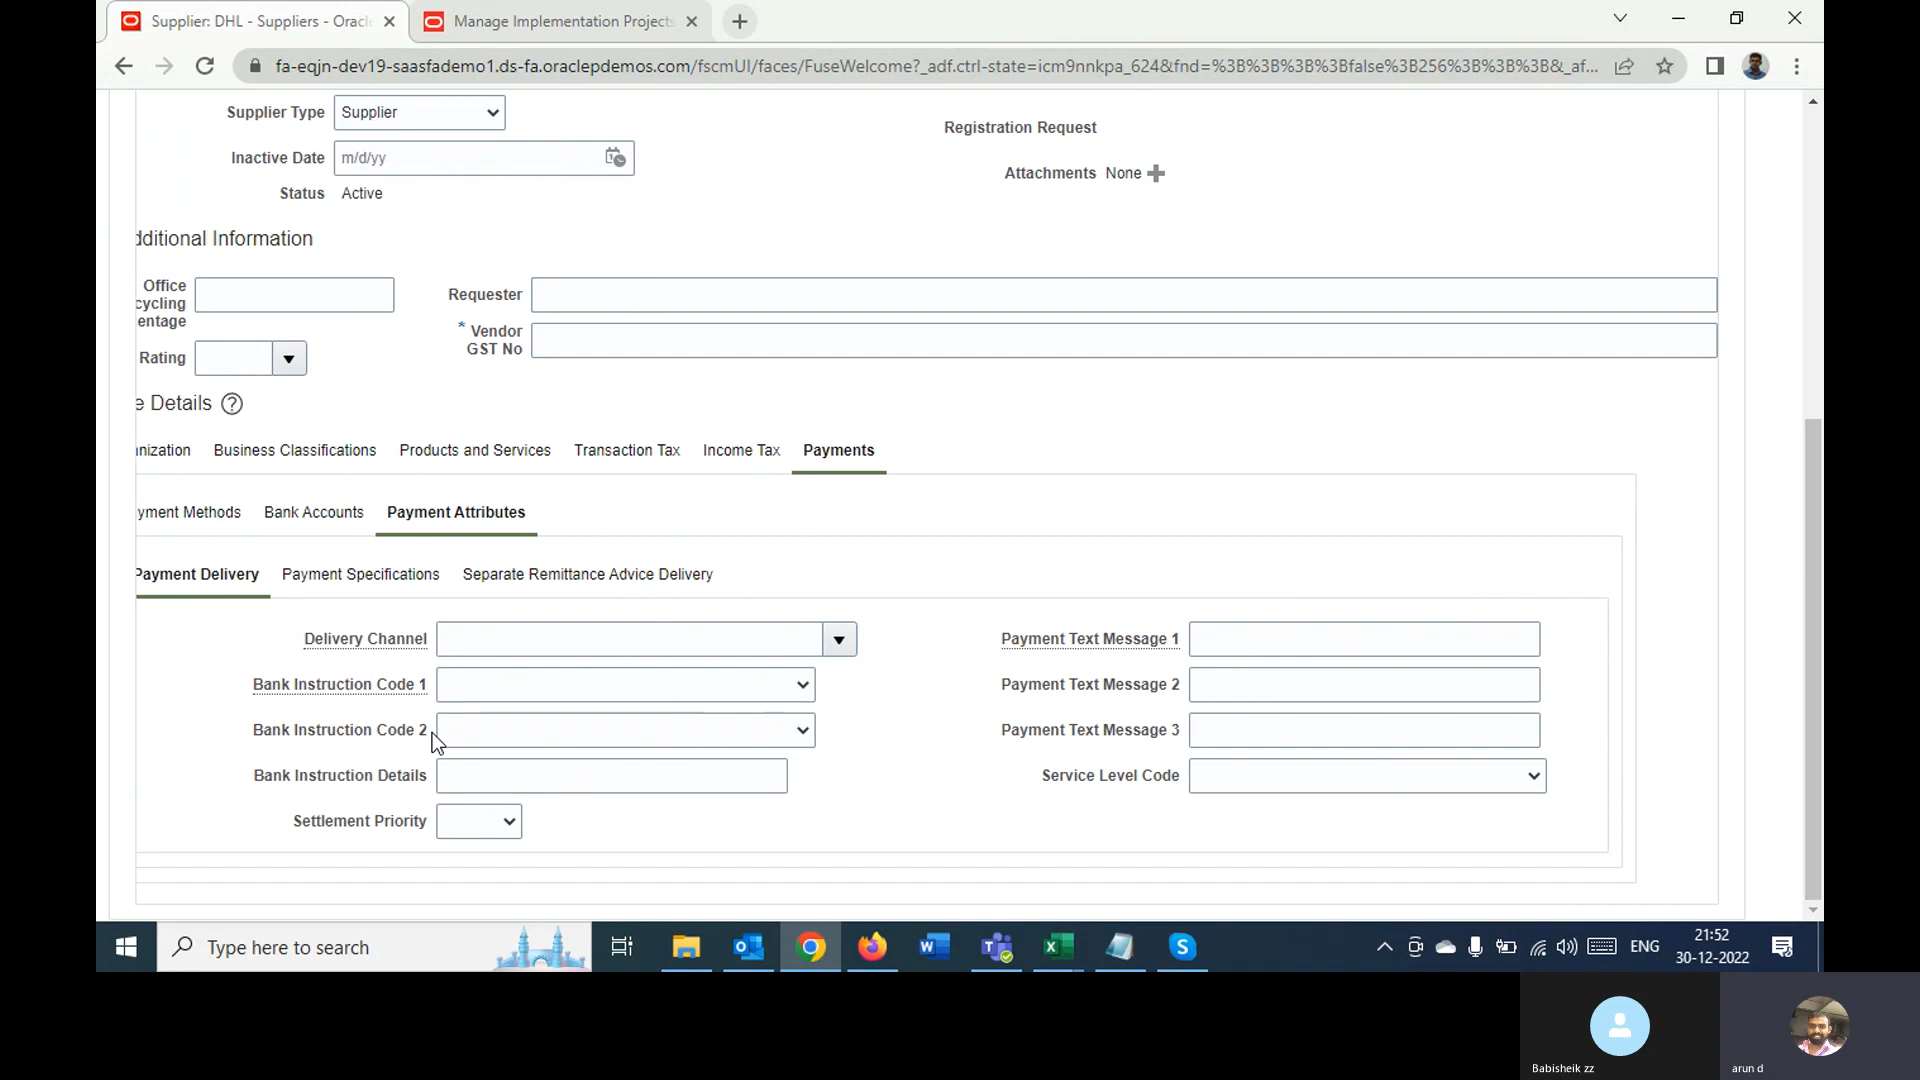 Supplier: DHL - Suppliers - Oracle
Manage Implementation Projects
fa-eqjn-dev19-saasfademo1.ds-fa.oraclepdemos.com/fscmUI/faces/FuseWelcome?_adf.ctrl-state=icm9nnkpa_624&fnd=%3B%3B%3B%3Bfalse%3B256%3B%3B%3B&_af...
Supplier Type Supplier
Registration Request
Inactive Date m/d/yy
Attachments None
Status Active
dditional Information
Office
cycling
entage
Requester
* Vendor
GST No
Rating
e Details ?
nization Business Classifications Products and Services Transaction Tax Income Tax Payments
yment Methods Bank Accounts Payment Attributes
Payment Delivery Payment Specifications Separate Remittance Advice Delivery
Delivery Channel Payment Text Message 1
Bank Instruction Code 1 Payment Text Message 2
Bank Instruction Code 2 Payment Text Message 3
Bank Instruction Details Service Level Code
Settlement Priority
Type here to search
ENG
21:52
30-12-2022
Babisheik zz
arun d